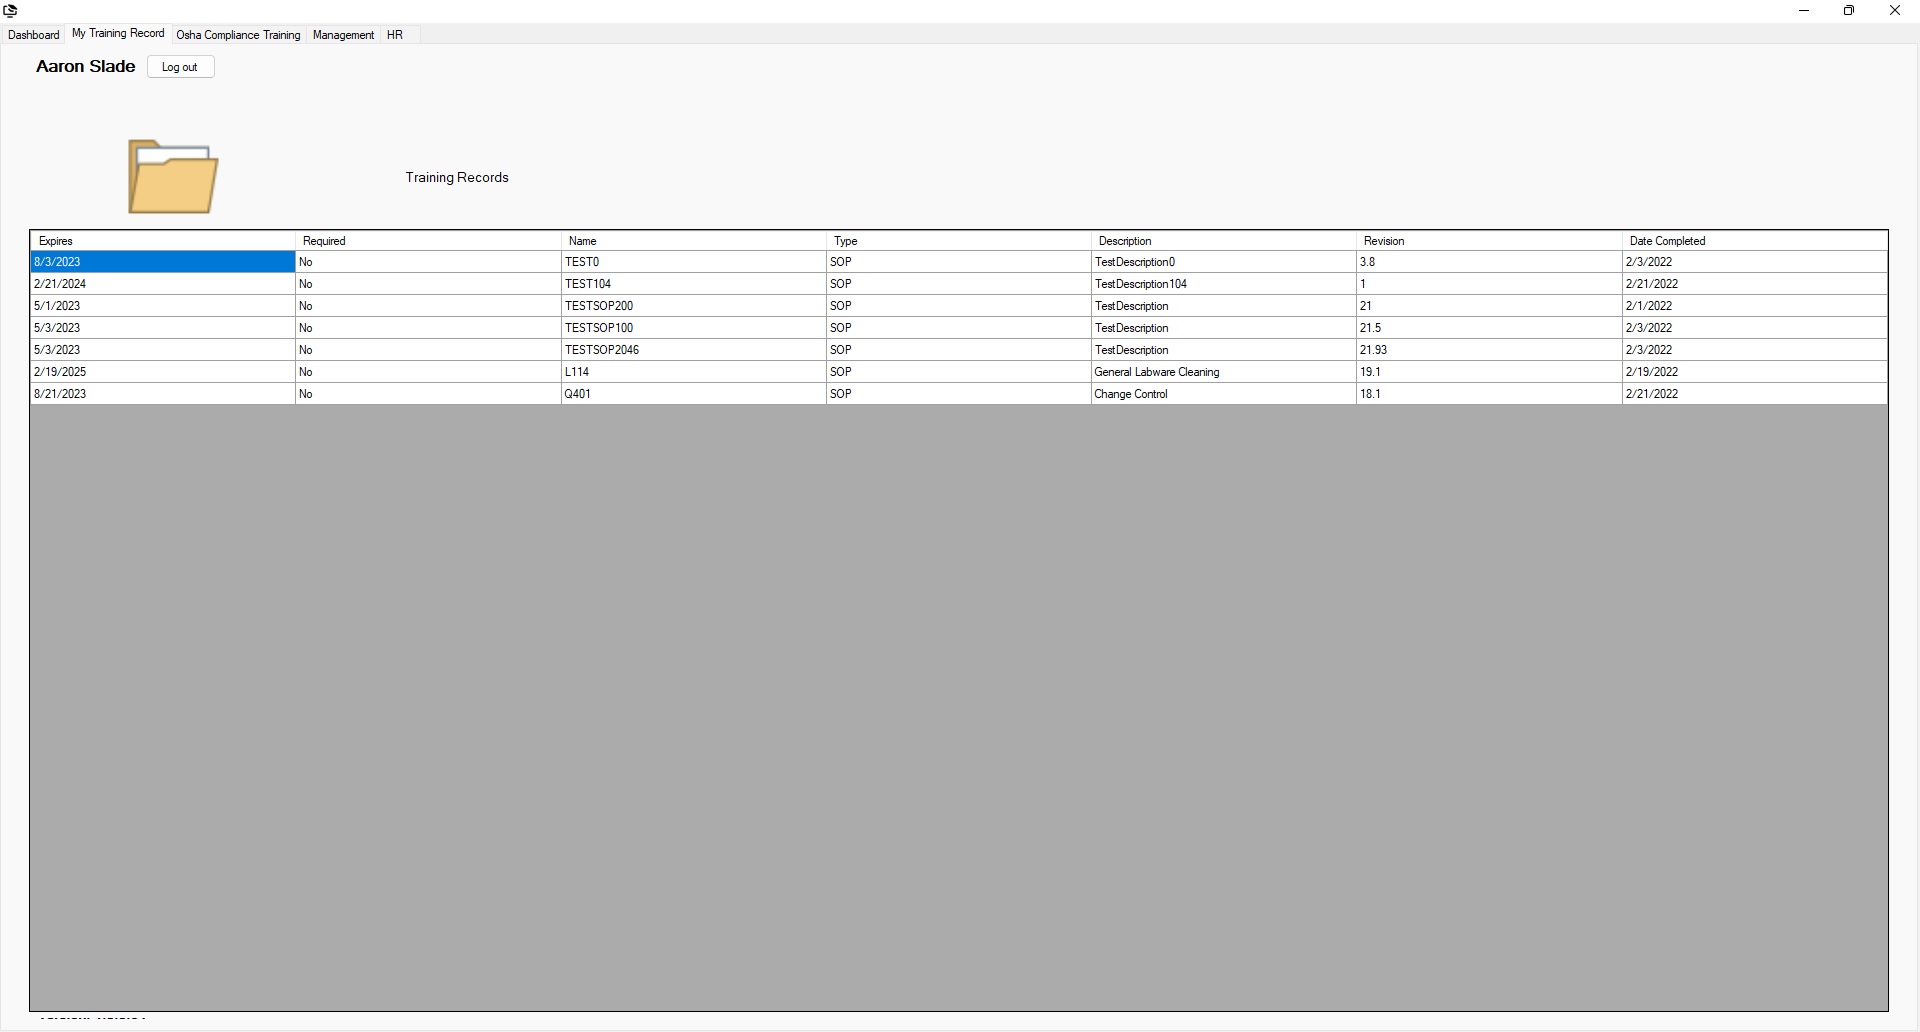 Dashboard My Training Record Osha Compliance Training Management HR
Aaron Slade Log out
Training Records
Expires Required Name Type Description Revision Date Completed
8/3/2023 No TEST0 SOP TestDescription0 3.8 2/3/2022
2/21/2024 No TEST104 SOP TestDescription104 1 2/21/2022
5/1/2023 No TESTSOP200 SOP TestDescription 21 2/1/2022
5/3/2023 No TESTSOP100 SOP TestDescription 21.5 2/3/2022
5/3/2023 No TESTSOP2046 SOP TestDescription 21.93 2/3/2022
2/19/2025 No L114 SOP General Labware Cleaning 19.1 2/19/2022
8/21/2023 No Q401 SOP Change Control 18.1 2/21/2022